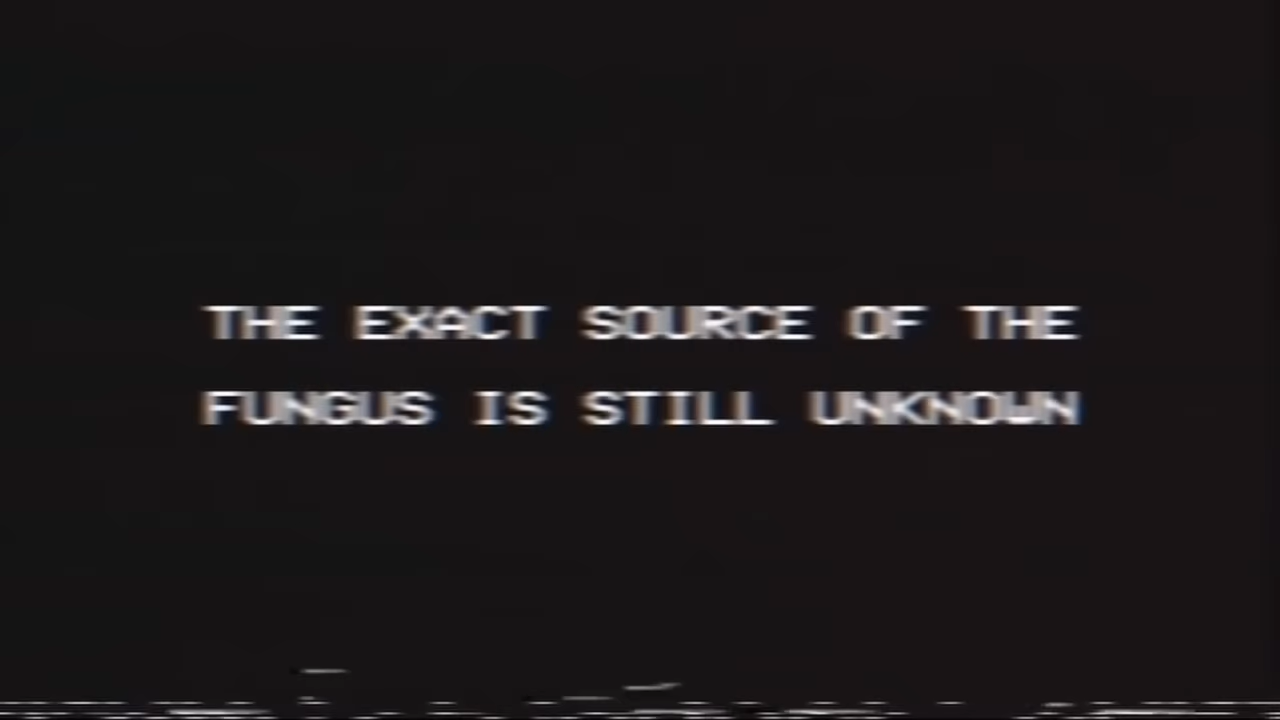 THE EXACT SOURCE OF THE
FUNGUS IS STILL UNKNOWN